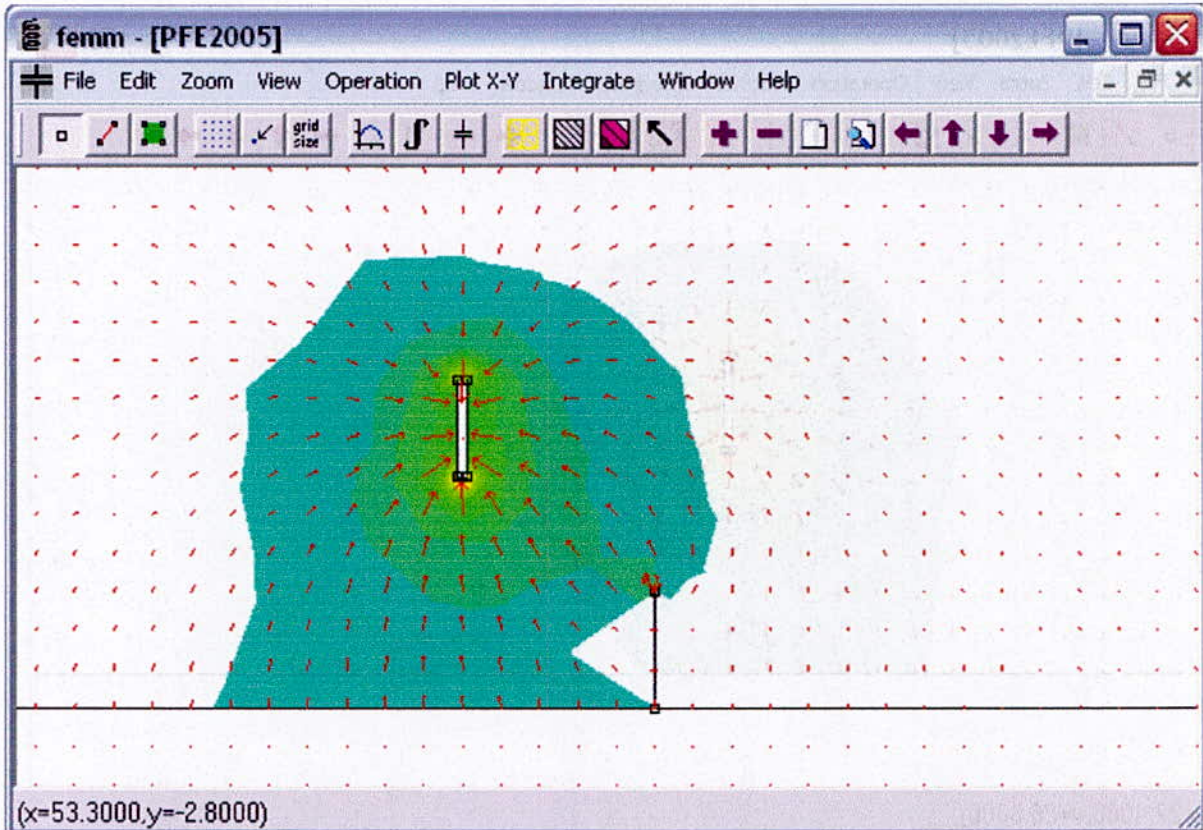 femm - [PFE2005]
File Edit Zoom View Operation Plot X-Y Integrate Window Help
grid size
(x=53.3000,y=-2.8000)